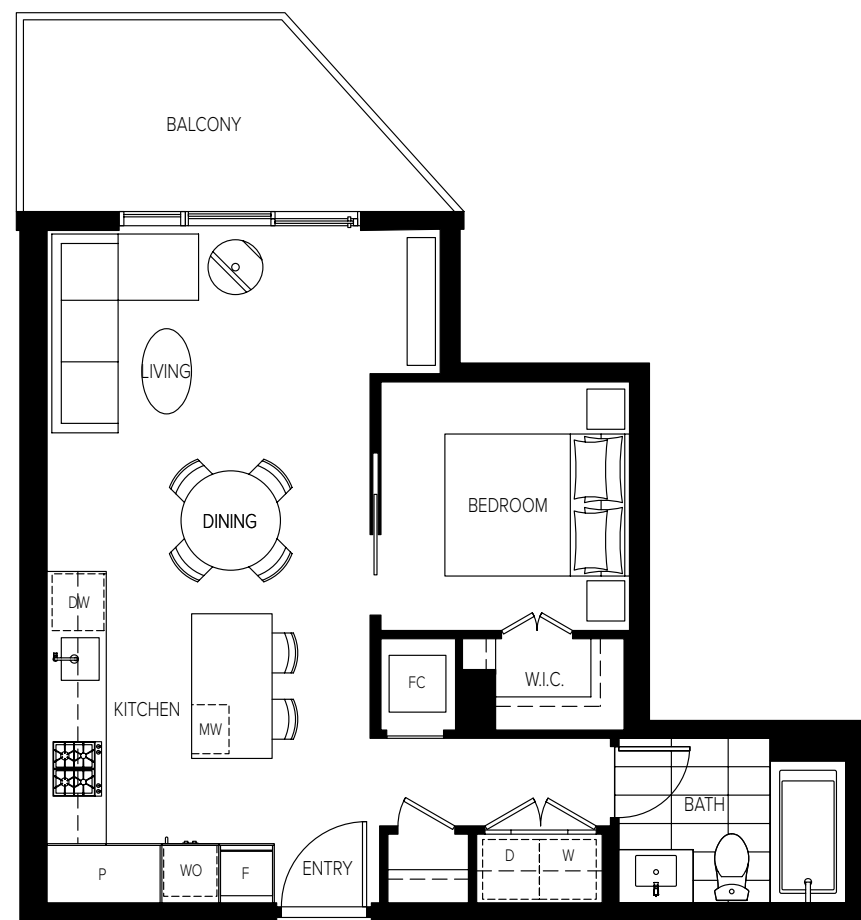 BALCONY
LIVING
DINING
BEDROOM
DW
FC
W.I.C.
KITCHEN
MW
BATH
P
WO
F
ENTRY
D
W